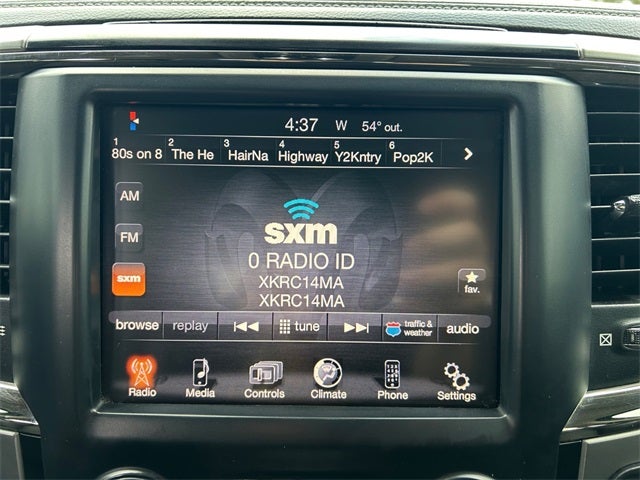 4:37 W 54° out.
1 80s on 8 2 The He 3 HairNa 4 Highway 5 Y2Kntry 6 Pop2K
AM
FM
sxm
sxm
0 RADIO ID
XKRC14MA
XKRC14MA
fav.
browse replay tune traffic & weather audio
Radio Media Controls Climate Phone Settings